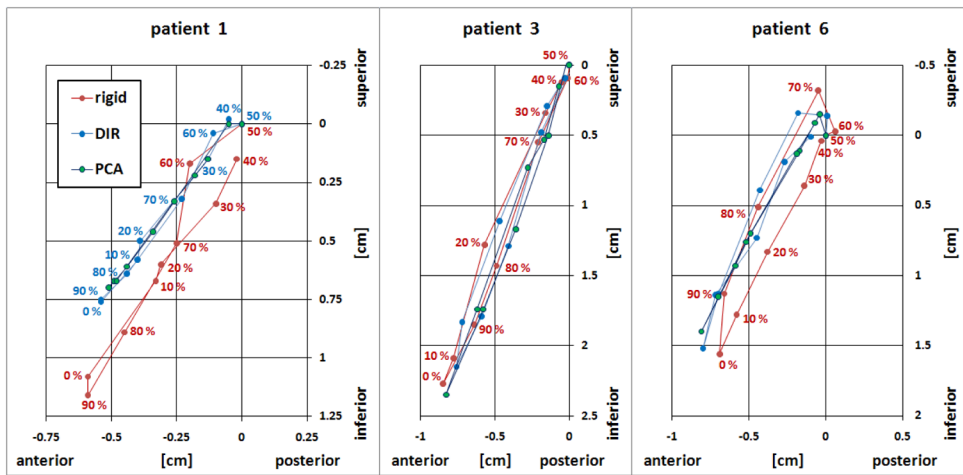 patient 1
patient 3
patient 6
rigid
DIR
PCA
-0.25
0
0.25
0.5
0.75
1
1.25
superior
[cm]
inferior
40 %
50 %
60 %
50 %
60 %
40 %
30 %
30 %
70 %
20 %
70 %
10 %
20 %
80 %
10 %
90 %
0 %
80 %
0 %
90 %
-0.75
-0.5
-0.25
0
anterior
[cm]
posterior
50 %
0
40 %
60 %
30 %
0.5
70 %
1
20 %
80 %
1.5
90 %
10 %
2
0 %
2.5
superior
[cm]
inferior
-1
-0.5
0
anterior
[cm]
posterior
-0.5
70 %
60 %
0
50 %
40 %
30 %
0.5
80 %
20 %
1
90 %
10 %
1.5
0 %
2
superior
[cm]
inferior
-1
-0.5
0
0.5
anterior
[cm]
posterior